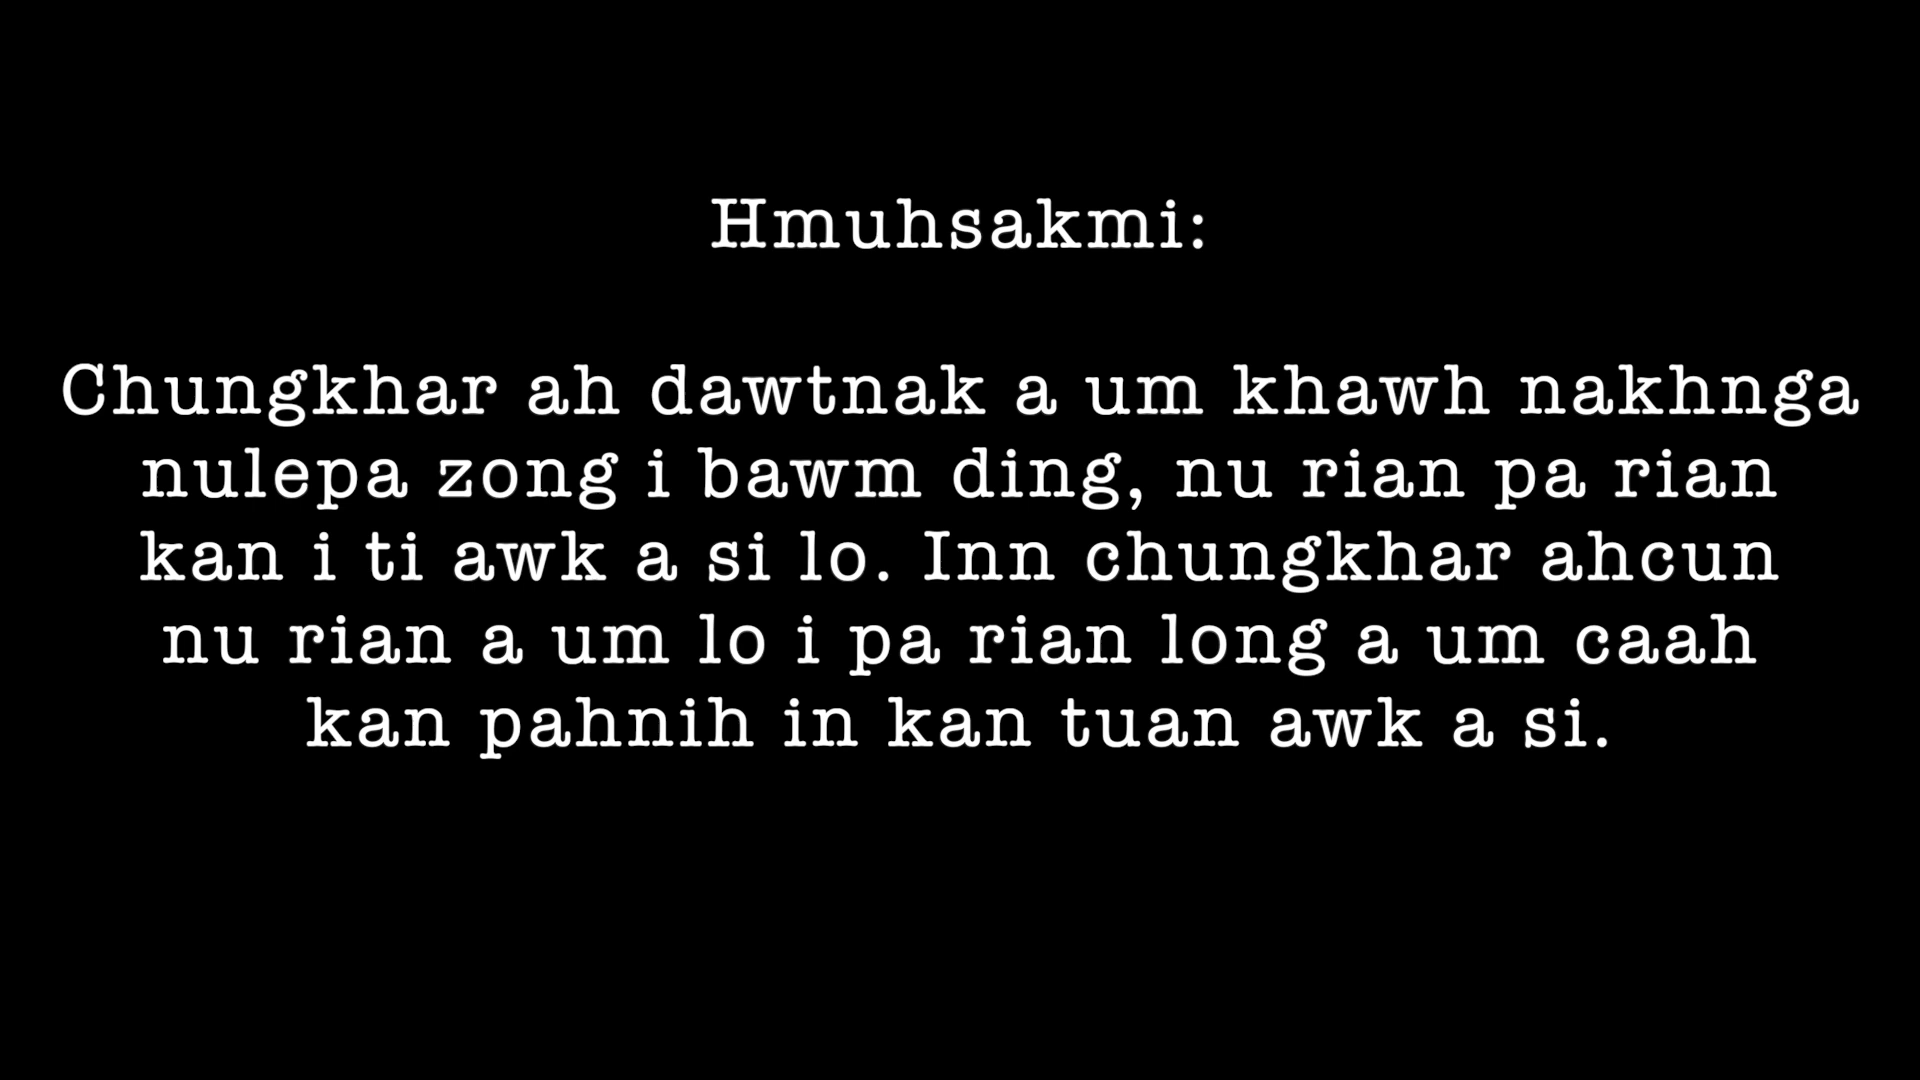 Hmuhsakmi:
Chungkhar ah dawtnak a um khawh nakhnga
nulepa zong i bawm ding, nu rian pa rian
kan i ti awk a si lo. Inn chungkhar ahcun
nu rian a um lo i pa rian long a um caah
kan pahnih in kan tuan awk a si.